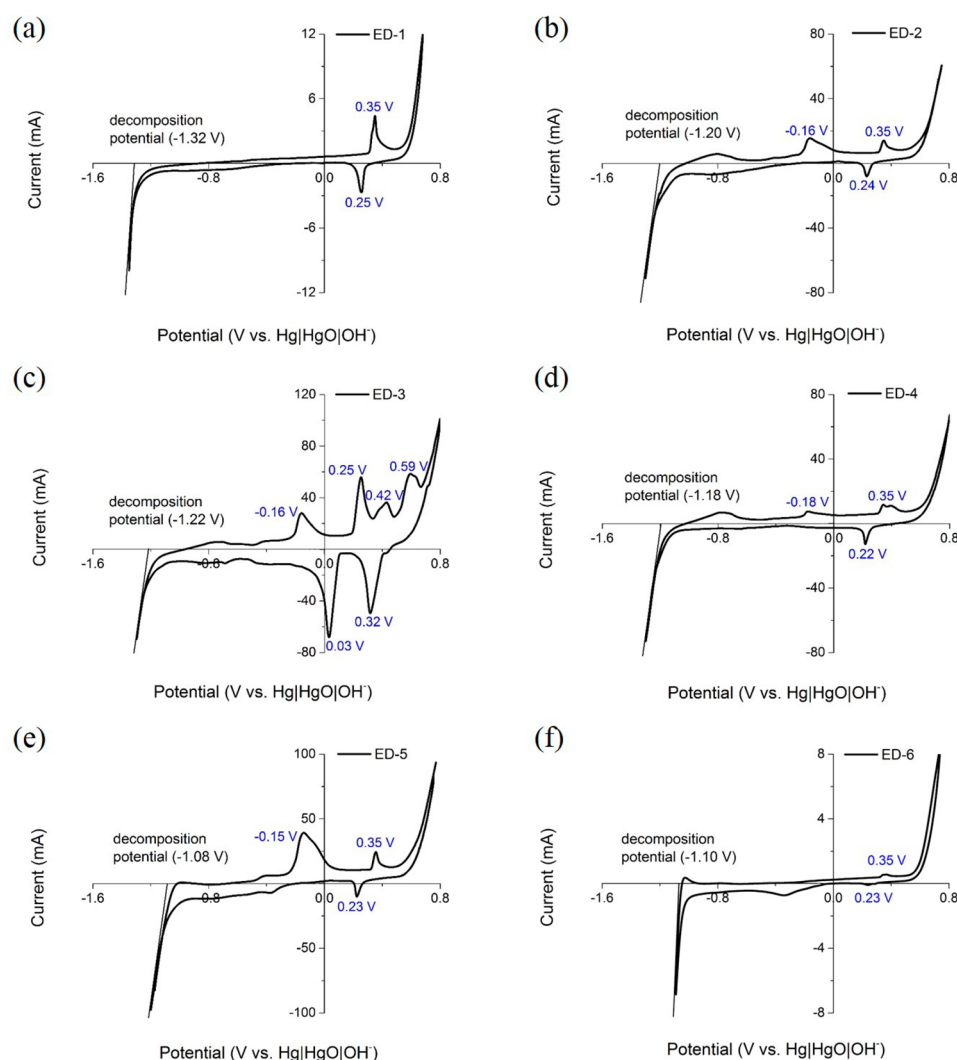 (a)
12
ED-1
6
0.35 V
decomposition
potential (-1.32 V)
Current (mA)
-1.6
-0.8
0.0
0.8
0.25 V
-6
-12
Potential (V vs. Hg|HgO|OH⁻)
(b)
80
ED-2
60
40
decomposition
potential (-1.20 V)
-0.16 V
0.35 V
20
Current (mA)
-1.6
-0.8
0.0
0.8
0.24 V
-20
-40
-60
-80
Potential (V vs. Hg|HgO|OH⁻)
(c)
120
ED-3
80
0.25 V
0.59 V
0.42 V
decomposition
potential (-1.22 V)
-0.16 V
40
Current (mA)
-1.6
-0.8
0.0
0.8
-40
0.32 V
0.03 V
-80
Potential (V vs. Hg|HgO|OH⁻)
(d)
80
ED-4
40
decomposition
potential (-1.18 V)
-0.18 V
0.35 V
Current (mA)
-1.6
-0.8
0.0
0.8
0.22 V
-40
-80
Potential (V vs. Hg|HgO|OH⁻)
(e)
100
ED-5
50
-0.15 V
0.35 V
decomposition
potential (-1.08 V)
Current (mA)
-1.6
-0.8
0.0
0.8
0.23 V
-50
-100
Potential (V vs. Hg|HgO|OH⁻)
(f)
8
ED-6
4
decomposition
potential (-1.10 V)
0.35 V
Current (mA)
-1.6
-0.8
0.0
0.8
0.23 V
-4
-8
Potential (V vs. Hg|HgO|OH⁻)